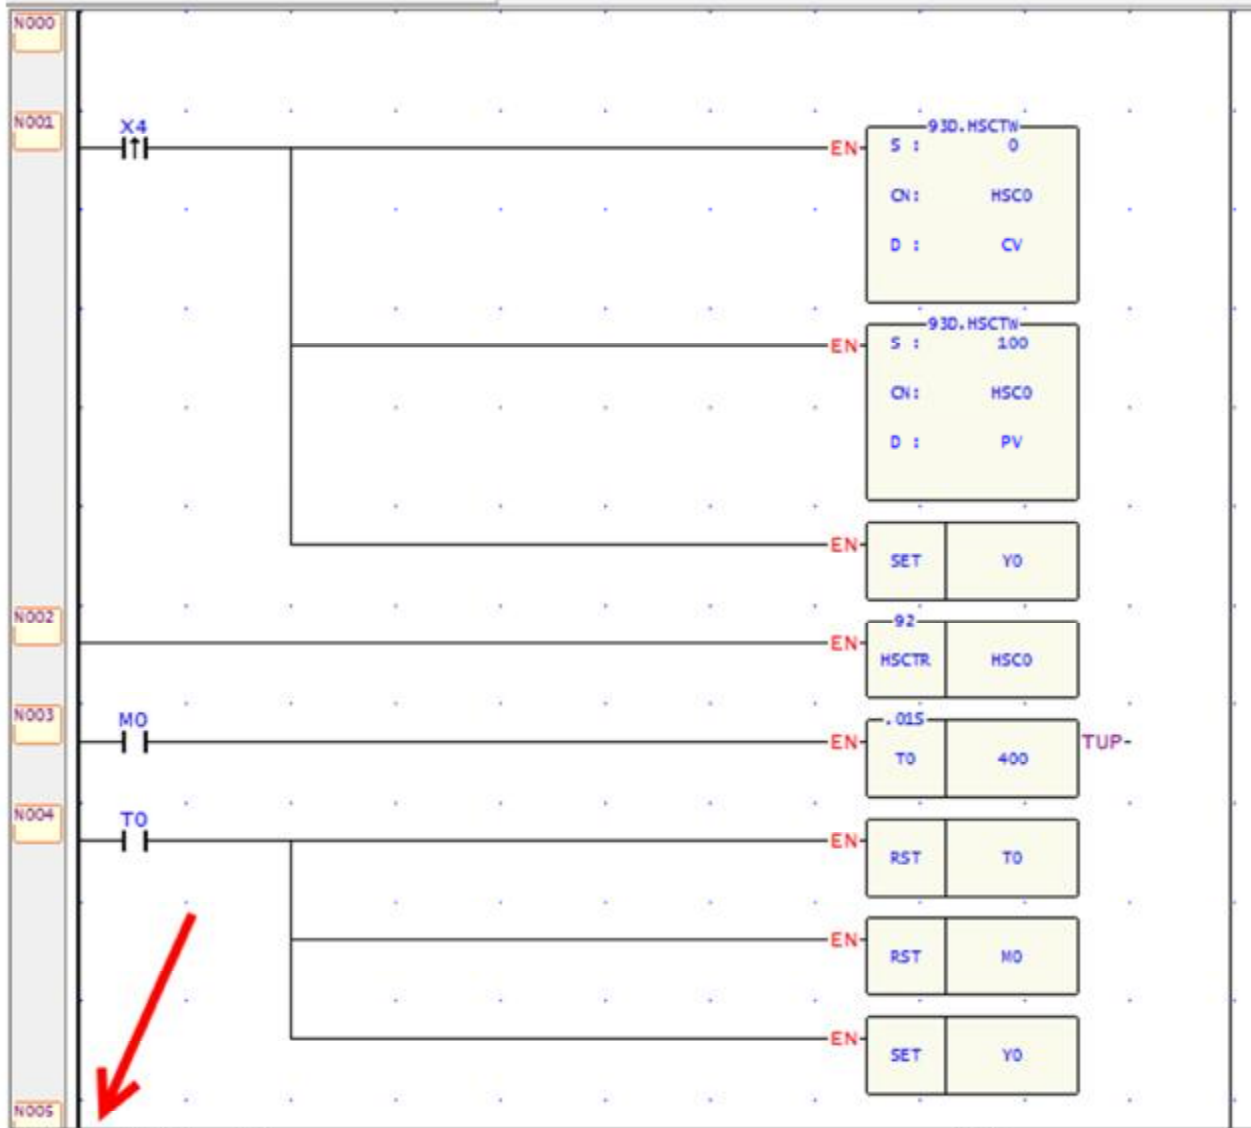 N000
N001
X4
EN
93D.HSCTW
S : 0
CN: HSC0
D : CV
EN
93D.HSCTW
S : 100
CN: HSC0
D : PV
EN
SET Y0
N002
EN
92
HSCTR HSC0
N003
M0
EN
.01S
T0 400
TUP-
N004
T0
EN
RST T0
EN
RST M0
EN
SET Y0
N005